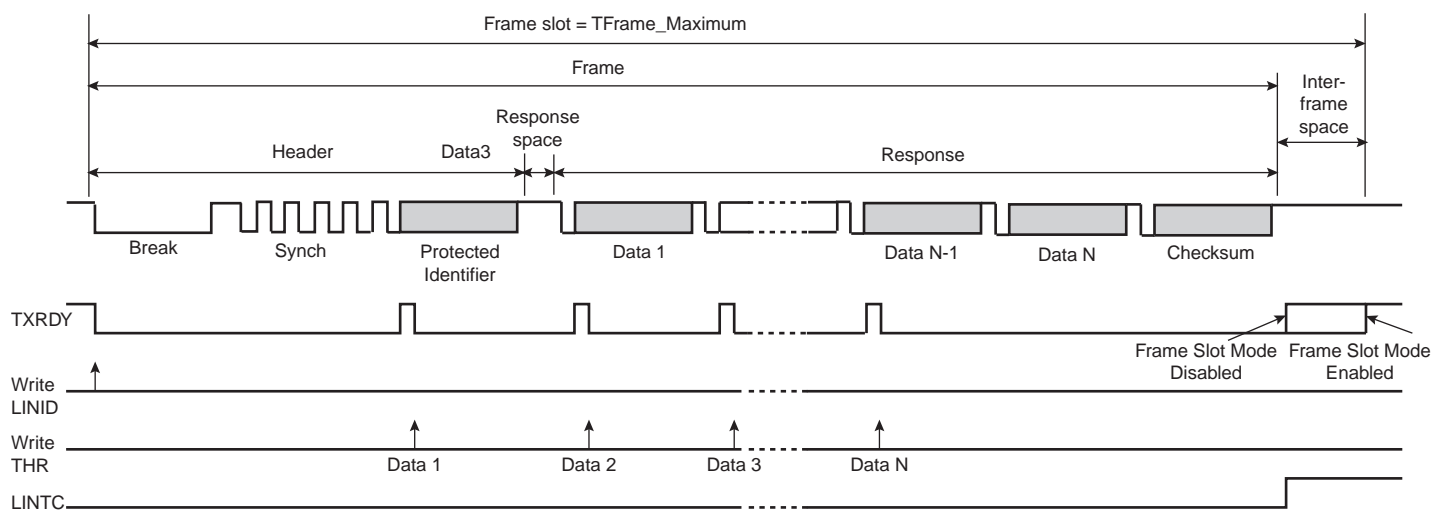 Frame slot = TFrame_Maximum
Frame
Inter-
frame
space
Response
space
Header
Data3
Response
Break
Synch
Protected
Identifier
Data 1
Data N-1
Data N
Checksum
TXRDY
Frame Slot Mode
Disabled
Frame Slot Mode
Enabled
Write
LINID
Write
THR
Data 1
Data 2
Data 3
Data N
LINTC